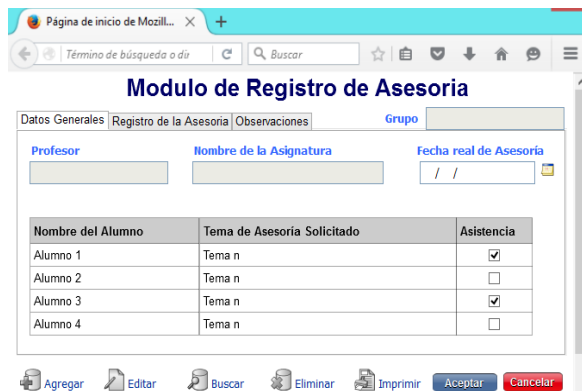 Página de inicio de Mozill...
Término de búsqueda o dir
Buscar
Modulo de Registro de Asesoria
Datos Generales Registro de la Asesoria Observaciones Grupo
Profesor Nombre de la Asignatura Fecha real de Asesoría
/ /
Nombre del Alumno Tema de Asesoría Solicitado Asistencia
Alumno 1 Tema n
Alumno 2 Tema n
Alumno 3 Tema n
Alumno 4 Tema n
Agregar Editar Buscar Eliminar Imprimir Aceptar Cancelar